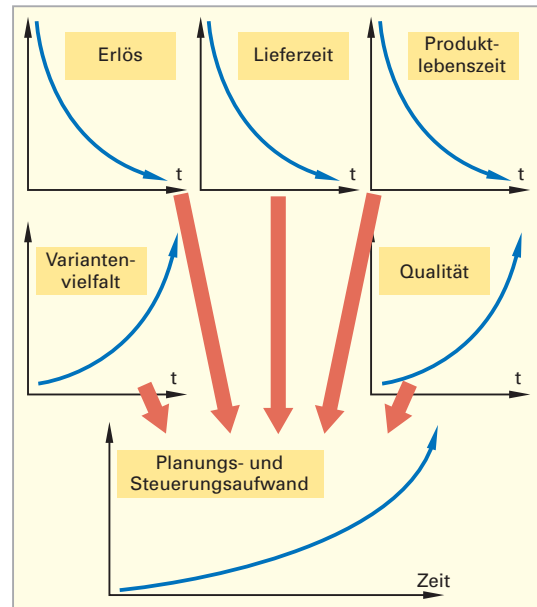 Erlös
Lieferzeit
Produkt-
lebenszeit
t
t
t
Varianten-
vielfalt
Qualität
t
t
Planungs- und
Steuerungsaufwand
Zeit